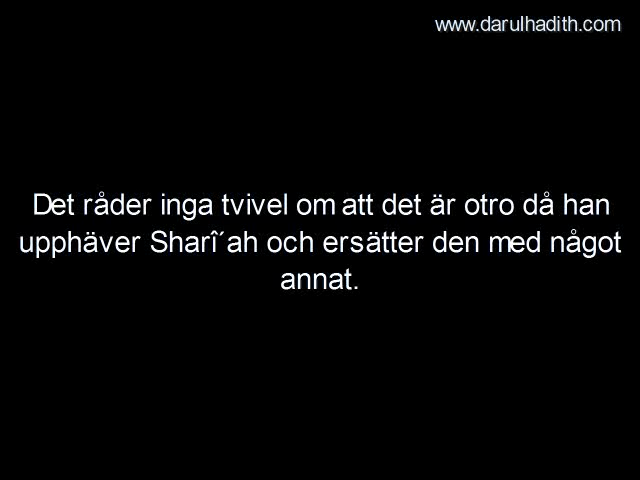 www.darulhadith.com
Det råder inga tvivel om att det är otro då han
upphäver Sharî´ah och ersätter den med något
annat.